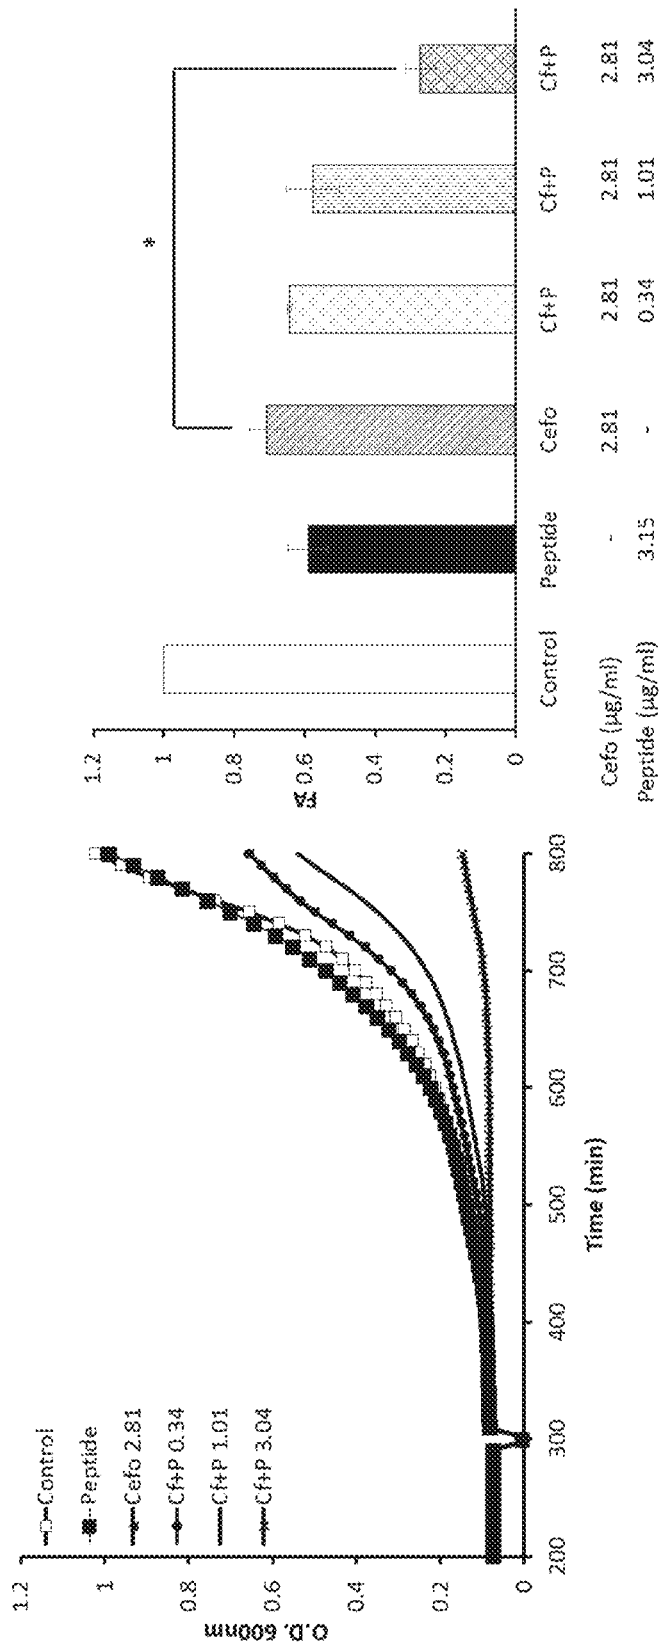 1.2
1
0.8
0.6
0.4
0.2
0
O.D. 600nm
Control
Peptide
Cefo 2.81
Cf+P 0.34
Cf+P 1.01
Cf+P 3.04
200
300
400
500
600
700
800
Time (min)
1.2
1
0.8
0.6
0.4
0.2
0
FA
*
Control Peptide Cefo Cf+P Cf+P Cf+P
Cefo (µg/ml) - 2.81 2.81 2.81 2.81
Peptide (µg/ml) 3.15 - 0.34 1.01 3.04